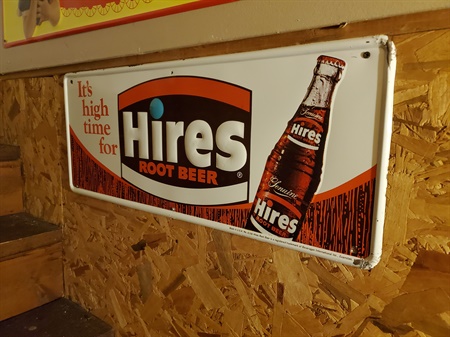 It's
high
time
for
Hires
ROOT BEER
®
Genuine
Hires
Genuine
Hires